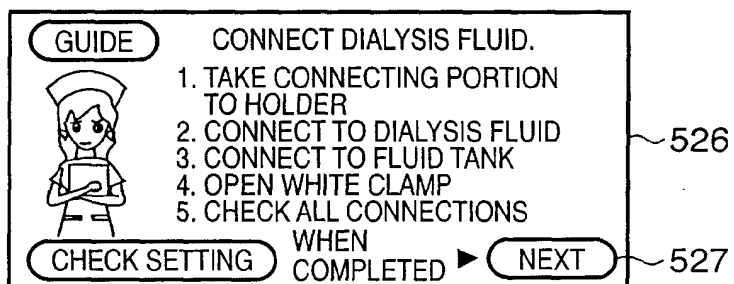 GUIDE CONNECT DIALYSIS FLUID.
1. TAKE CONNECTING PORTION
TO HOLDER
2. CONNECT TO DIALYSIS FLUID
3. CONNECT TO FLUID TANK
4. OPEN WHITE CLAMP
5. CHECK ALL CONNECTIONS
CHECK SETTING WHEN
COMPLETED ▶ NEXT
526
527